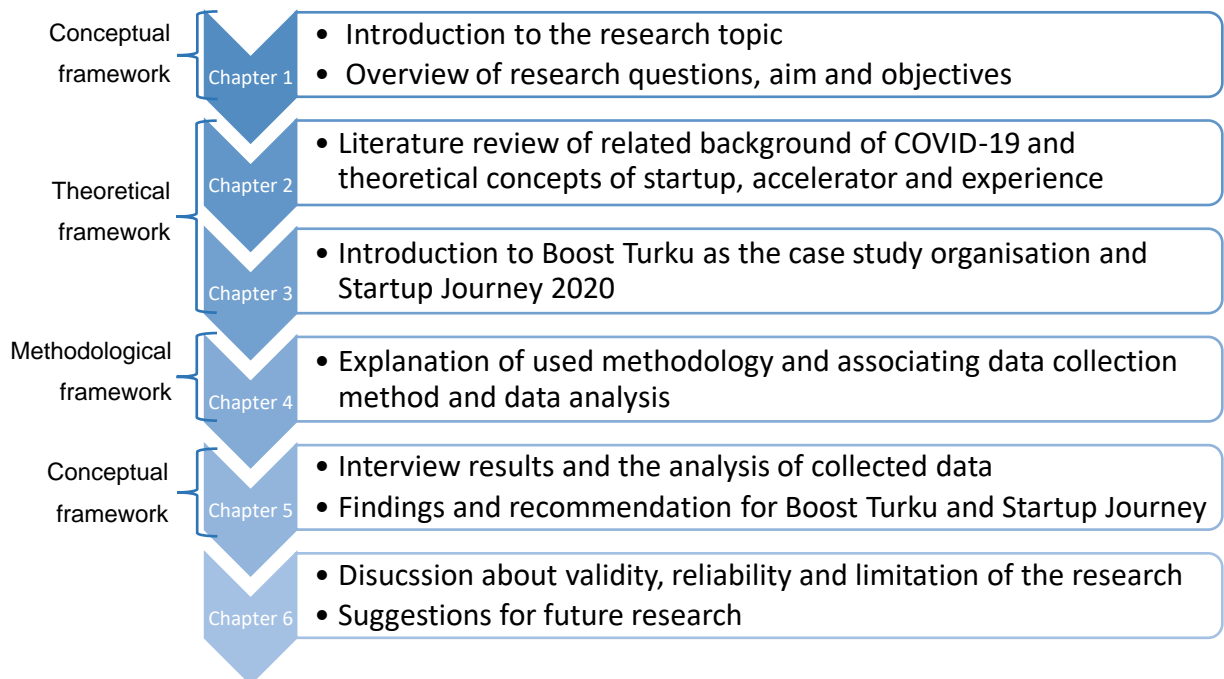 Conceptual
framework
Chapter 1
• Introduction to the research topic
• Overview of research questions, aim and objectives
Theoretical
framework
Chapter 2
• Literature review of related background of COVID-19 and
theoretical concepts of startup, accelerator and experience
Chapter 3
• Introduction to Boost Turku as the case study organisation and
Startup Journey 2020
Methodological
framework
Chapter 4
• Explanation of used methodology and associating data collection
method and data analysis
Conceptual
framework
Chapter 5
• Interview results and the analysis of collected data
• Findings and recommendation for Boost Turku and Startup Journey
Chapter 6
• Disucssion about validity, reliability and limitation of the research
• Suggestions for future research